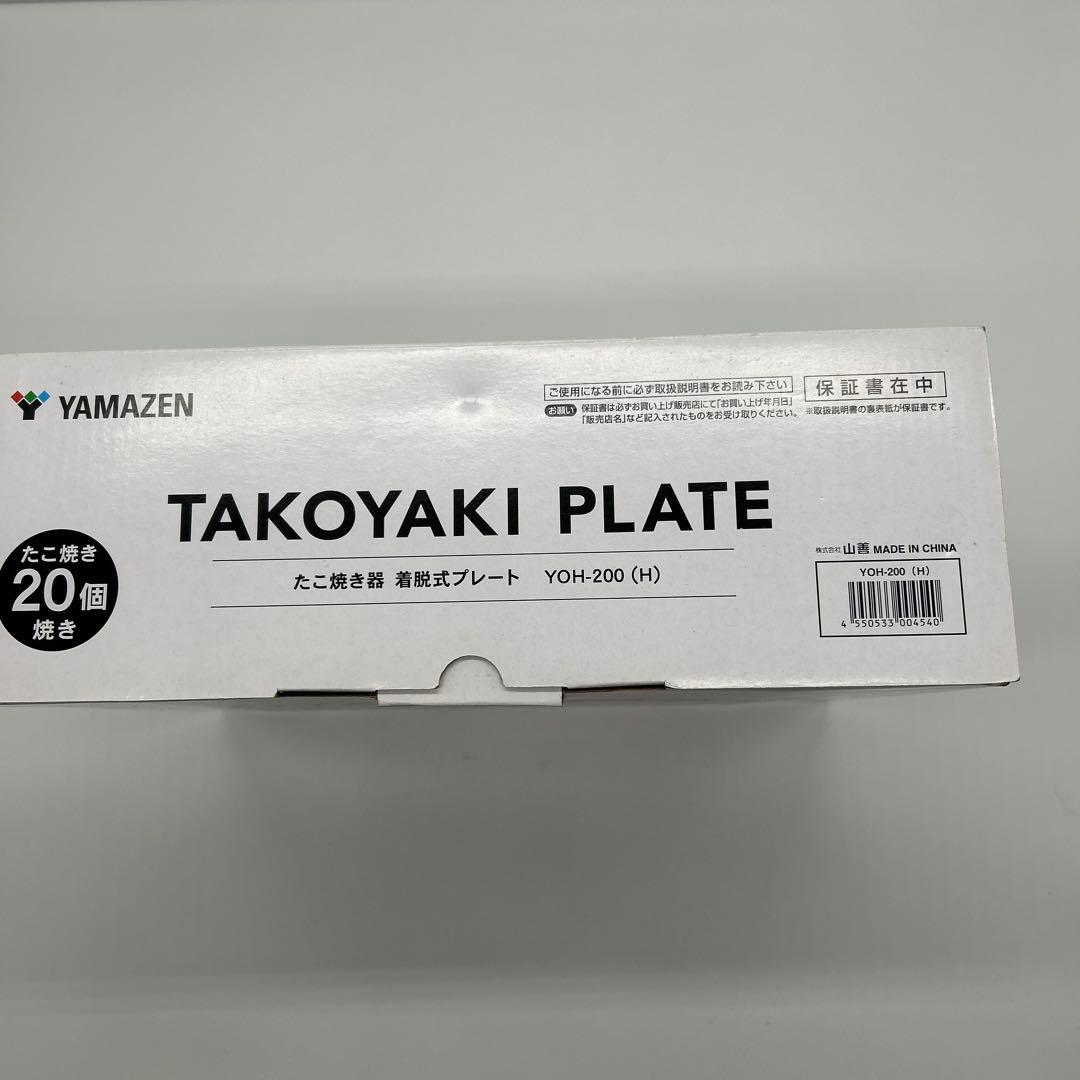 YAMAZEN
ご使用になる前に必ず取扱説明書をお読み下さい
お願い 保証書は必ずお買い上げ販売店にて「お買い上げ年月日」
「販売店名」など記入されたものをお受け取りください。
保証書在中
※取扱説明書の裏表紙が保証書です。
TAKOYAKI PLATE
たこ焼き器 着脱式プレート YOH-200（H）
たこ焼き
20個
焼き
株式会社 山善 MADE IN CHINA
YOH-200（H）
4 550533 004540